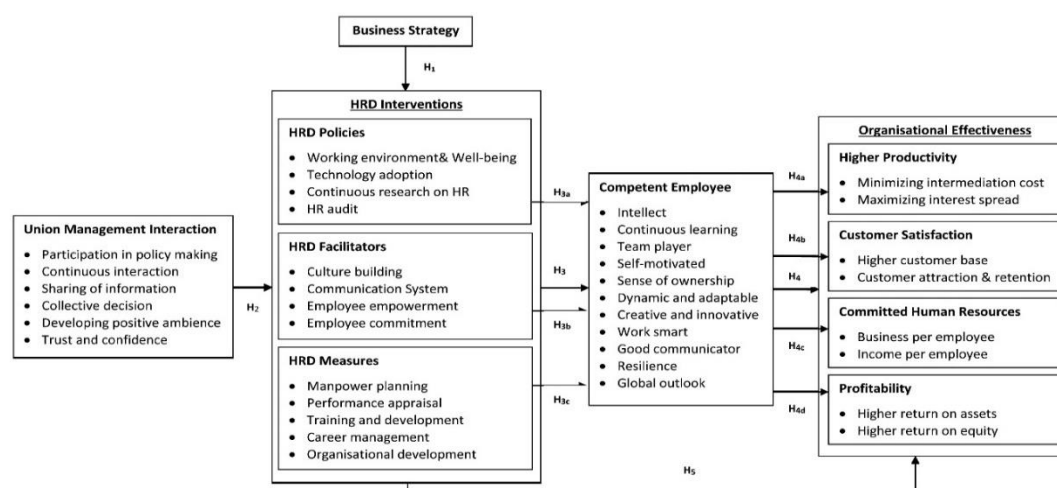 Business Strategy
H₁
HRD Interventions
HRD Policies
• Working environment& Well-being
• Technology adoption
• Continuous research on HR
• HR audit
HRD Facilitators
• Culture building
• Communication System
• Employee empowerment
• Employee commitment
HRD Measures
• Manpower planning
• Performance appraisal
• Training and development
• Career management
• Organisational development
Union Management Interaction
• Participation in policy making
• Continuous interaction
• Sharing of information
• Collective decision
• Developing positive ambience
• Trust and confidence
H₂
H₃ₐ
H₃
H₃b
H₃c
Competent Employee
• Intellect
• Continuous learning
• Team player
• Self-motivated
• Sense of ownership
• Dynamic and adaptable
• Creative and innovative
• Work smart
• Good communicator
• Resilience
• Global outlook
H₄ₐ
H₄b
H₄
H₄c
H₄d
Organisational Effectiveness
Higher Productivity
• Minimizing intermediation cost
• Maximizing interest spread
Customer Satisfaction
• Higher customer base
• Customer attraction & retention
Committed Human Resources
• Business per employee
• Income per employee
Profitability
• Higher return on assets
• Higher return on equity
H₅